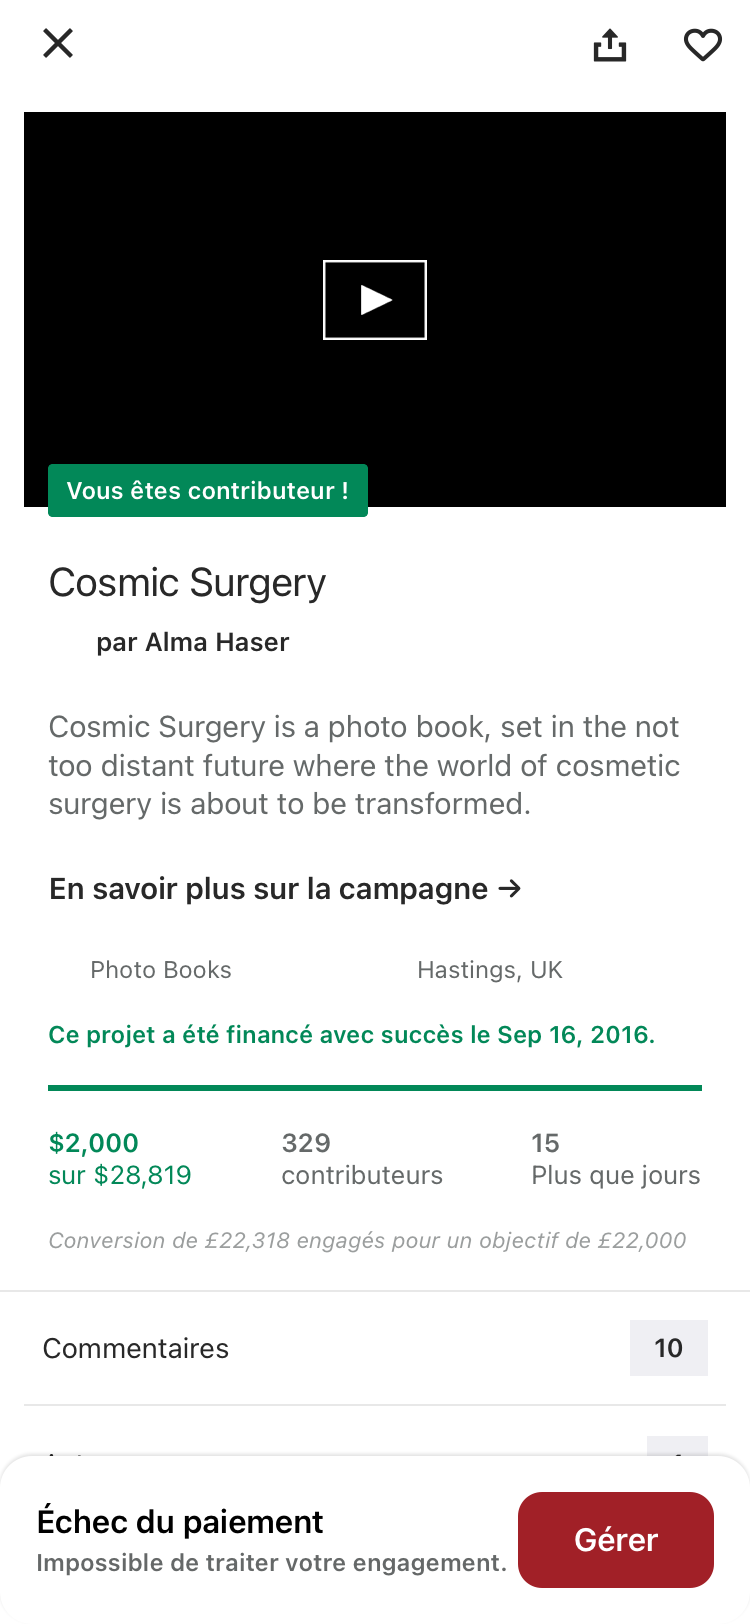 Vous êtes contributeur !
Cosmic Surgery
par Alma Haser
Cosmic Surgery is a photo book, set in the not
too distant future where the world of cosmetic
surgery is about to be transformed.
En savoir plus sur la campagne →
Photo Books
Hastings, UK
Ce projet a été financé avec succès le Sep 16, 2016.
$2,000
sur $28,819
329
contributeurs
15
Plus que jours
Conversion de £22,318 engagés pour un objectif de £22,000
Commentaires
10
Échec du paiement
Impossible de traiter votre engagement.
Gérer